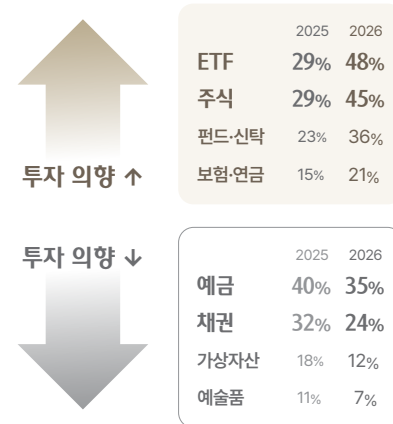 2025 2026
ETF 29% 48%
주식 29% 45%
펀드·신탁 23% 36%
보험·연금 15% 21%
투자 의향 ↑
투자 의향 ↓
2025 2026
예금 40% 35%
채권 32% 24%
가상자산 18% 12%
예술품 11% 7%